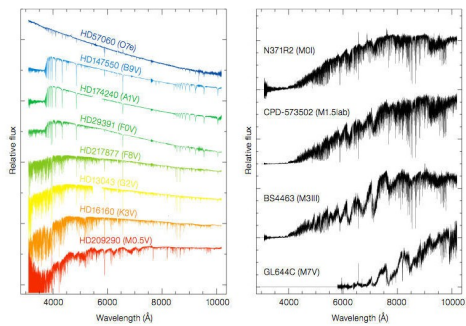 HD57060 (O7e)
HD147550 (B9V)
HD174240 (A1V)
HD29391 (F0V)
HD217877 (F8V)
HD16160 (K3V)
HD209290 (M0.5V)
Relative flux
4000 6000 8000 10000
Wavelength (Å)
N371R2 (M0I)
CPD-573502 (M1.5Iab)
BS4463 (M3III)
GL644C (M7V)
Relative flux
4000 6000 8000 10000
Wavelength (Å)